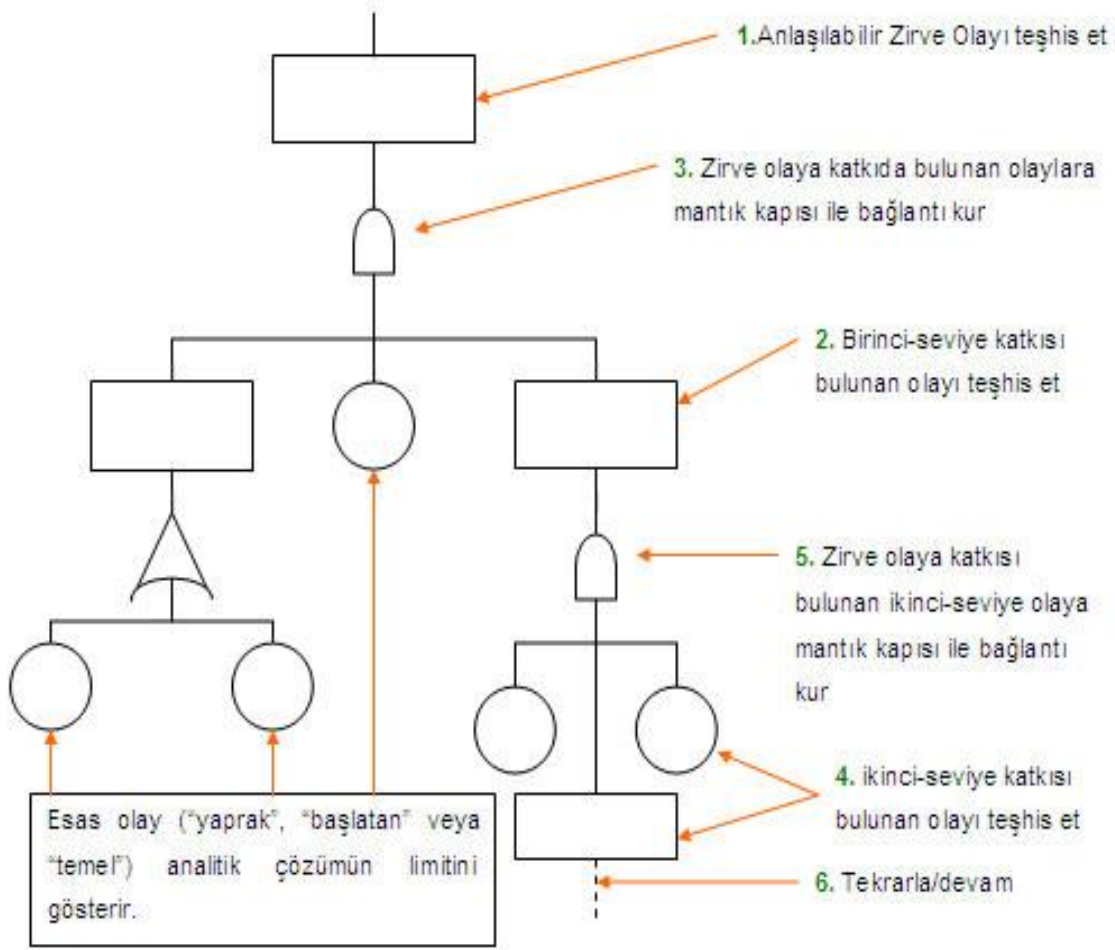 1.Anlaşılabilir Zirve Olayı teşhis et
3. Zirve olaya katkıda bulunan olaylara
mantık kapısı ile bağlantı kur
2. Birinci-seviye katkısı
bulunan olayı teşhis et
5. Zirve olaya katkısı
bulunan ikinci-seviye olaya
mantık kapısı ile bağlantı
kur
4. ikinci-seviye katkısı
bulunan olayı teşhis et
6. Tekrarla/devam
Esas olay (“yaprak”, “başlatan” veya
“temel”) analitik çözümün limitini
gösterir.